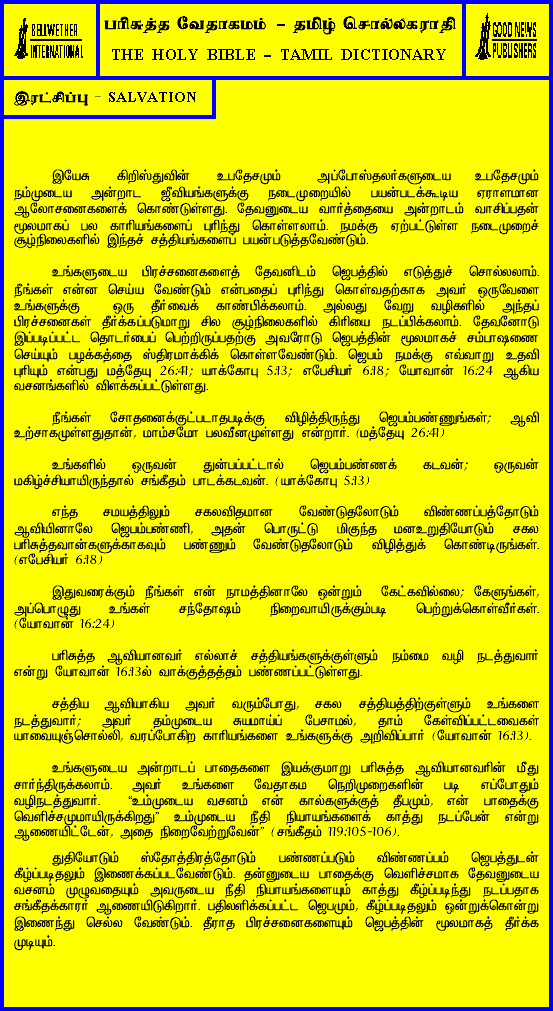 BELLWETHER
INTERNATIONAL
பரிசுத்த வேதாகமம் - தமிழ் சொல்லகராதி
THE HOLY BIBLE - TAMIL DICTIONARY
GOOD NEWS
PUBLISHERS
இரட்சிப்பு - SALVATION
இயேசு கிறிஸ்துவின் உபதேசமும் அப்போஸ்தலர்களுடைய உபதேசமும்
நம்முடைய அன்றாட ஜீவியங்களுக்கு நடைமுறையில் பயன்படக்கூடிய ஏராளமான
ஆலோசனைகளைக் கொண்டுள்ளது. தேவனுடைய வார்த்தையை அன்றாடம் வாசிப்பதன்
மூலமாகப் பல காரியங்களைப் புரிந்து கொள்ளலாம். நமக்கு ஏற்பட்டுள்ள நடைமுறைச்
சூழ்நிலைகளில் இந்தச் சத்தியங்களைப் பயன்படுத்தவேண்டும்.
உங்களுடைய பிரச்சனைகளைத் தேவனிடம் ஜெபத்தில் எடுத்துச் சொல்லலாம்.
நீங்கள் என்ன செய்ய வேண்டும் என்பதைப் புரிந்து கொள்வதற்காக அவர் ஒருவேளை
உங்களுக்கு ஒரு தீர்வைக் காண்பிக்கலாம். அல்லது வேறு வழிகளில் அந்தப்
பிரச்சனைகள் தீர்க்கப்படுமாறு சில சூழ்நிலைகளில் கிரியை நடப்பிக்கலாம். தேவனோடு
இப்படிப்பட்ட தொடர்பைப் பெற்றிருப்பதற்கு அவரோடு ஜெபத்தின் மூலமாகச் சம்பாஷணை
செய்யும் பழக்கத்தை ஸ்திரமாக்கிக் கொள்ளவேண்டும். ஜெபம் நமக்கு எவ்வாறு உதவி
புரியும் என்பது மத்தேயு 26:41; யாக்கோபு 5:13; எபேசியர் 6:18; யோவான் 16:24 ஆகிய
வசனங்களில் விளக்கப்பட்டுள்ளது.
நீங்கள் சோதனைக்குட்படாதபடிக்கு விழித்திருந்து ஜெபம்பண்ணுங்கள்; ஆவி
உற்சாகமுள்ளதுதான், மாம்சமோ பலவீனமுள்ளது என்றார். (மத்தேயு 26:41)
உங்களில் ஒருவன் துன்பப்பட்டால் ஜெபம்பண்ணக் கடவன்; ஒருவன்
மகிழ்ச்சியாயிருந்தால் சங்கீதம் பாடக்கடவன். (யாக்கோபு 5:13)
எந்த சமயத்திலும் சகலவிதமான வேண்டுதலோடும் விண்ணப்பத்தோடும்
ஆவியினாலே ஜெபம்பண்ணி, அதன் பொருட்டு மிகுந்த மனஉறுதியோடும் சகல
பரிசுத்தவான்களுக்காகவும் பண்ணும் வேண்டுதலோடும் விழித்துக் கொண்டிருங்கள்.
(எபேசியர் 6:18)
இதுவரைக்கும் நீங்கள் என் நாமத்தினாலே ஒன்றும் கேட்கவில்லை; கேளுங்கள்,
அப்பொழுது உங்கள் சந்தோஷம் நிறைவாயிருக்கும்படி பெற்றுக்கொள்வீர்கள்.
(யோவான் 16:24)
பரிசுத்த ஆவியானவர் எல்லாச் சத்தியங்களுக்குள்ளும் நம்மை வழி நடத்துவார்
என்று யோவான் 16:13ல் வாக்குத்தத்தம் பண்ணப்பட்டுள்ளது.
சத்திய ஆவியாகிய அவர் வரும்போது, சகல சத்தியத்திற்குள்ளும் உங்களை
நடத்துவார்; அவர் தம்முடைய சுயமாய்ப் பேசாமல், தாம் கேள்விப்பட்டவைகள்
யாவையுஞ்சொல்லி, வரப்போகிற காரியங்களை உங்களுக்கு அறிவிப்பார் (யோவான் 16:13).
உங்களுடைய அன்றாடப் பாதைகளை இயக்குமாறு பரிசுத்த ஆவியானவரின் மீது
சார்ந்திருக்கலாம். அவர் உங்களை வேதாகம நெறிமுறைகளின் படி எப்போதும்
வழிநடத்துவார். "உம்முடைய வசனம் என் கால்களுக்குத் தீபமும், என் பாதைக்கு
வெளிச்சமுமாயிருக்கிறது" உம்முடைய நீதி நியாயங்களைக் காத்து நடப்பேன் என்று
ஆணையிட்டேன், அதை நிறைவேற்றுவேன்" (சங்கீதம் 119:105-106).
துதியோடும் ஸ்தோத்திரத்தோடும் பண்ணப்படும் விண்ணப்பம் ஜெபத்துடன்
கீழ்ப்படிதலும் இணைக்கப்படவேண்டும். தன்னுடைய பாதைக்கு வெளிச்சமாக தேவனுடைய
வசனம் முழுவதையும் அவருடைய நீதி நியாயங்களையும் காத்து கீழ்ப்படிந்து நடப்பதாக
சங்கீதக்காரர் ஆணையிடுகிறார். பதிலளிக்கப்பட்ட ஜெபமும், கீழ்ப்படிதலும் ஒன்றுக்கொன்று
இணைந்து செல்ல வேண்டும். தீராத பிரச்சனைகளையும் ஜெபத்தின் மூலமாகத் தீர்க்க
முடியும்.